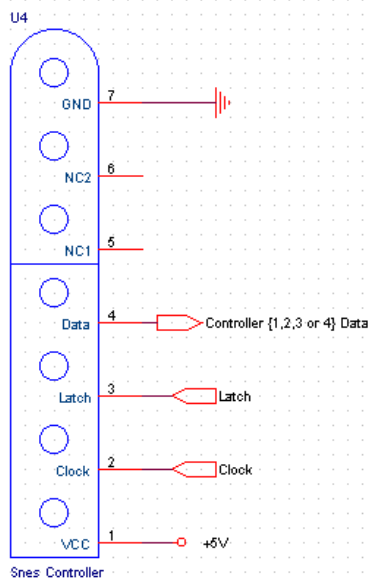 U4
GND 7
NC2 6
NC1 5
Data 4 Controller {1,2,3 or 4} Data
Latch 3 Latch
Clock 2 Clock
VCC 1 +5V
Snes Controller